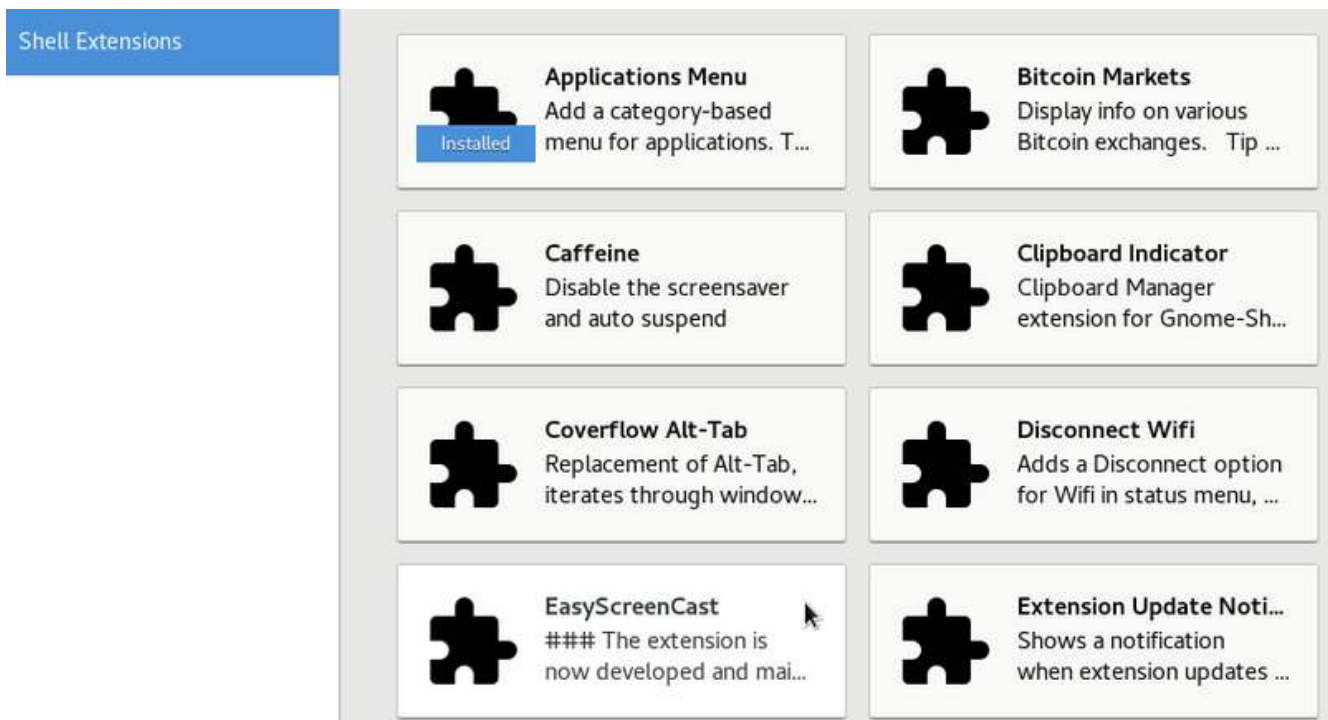 Shell Extensions
Applications Menu
Add a category-based
menu for applications. T...
Installed
Bitcoin Markets
Display info on various
Bitcoin exchanges.   Tip ...
Caffeine
Disable the screensaver
and auto suspend
Clipboard Indicator
Clipboard Manager
extension for Gnome-Sh...
Coverflow Alt-Tab
Replacement of Alt-Tab,
iterates through window...
Disconnect Wifi
Adds a Disconnect option
for Wifi in status menu, ...
EasyScreenCast
### The extension is
now developed and mai...
Extension Update Noti...
Shows a notification
when extension updates ...